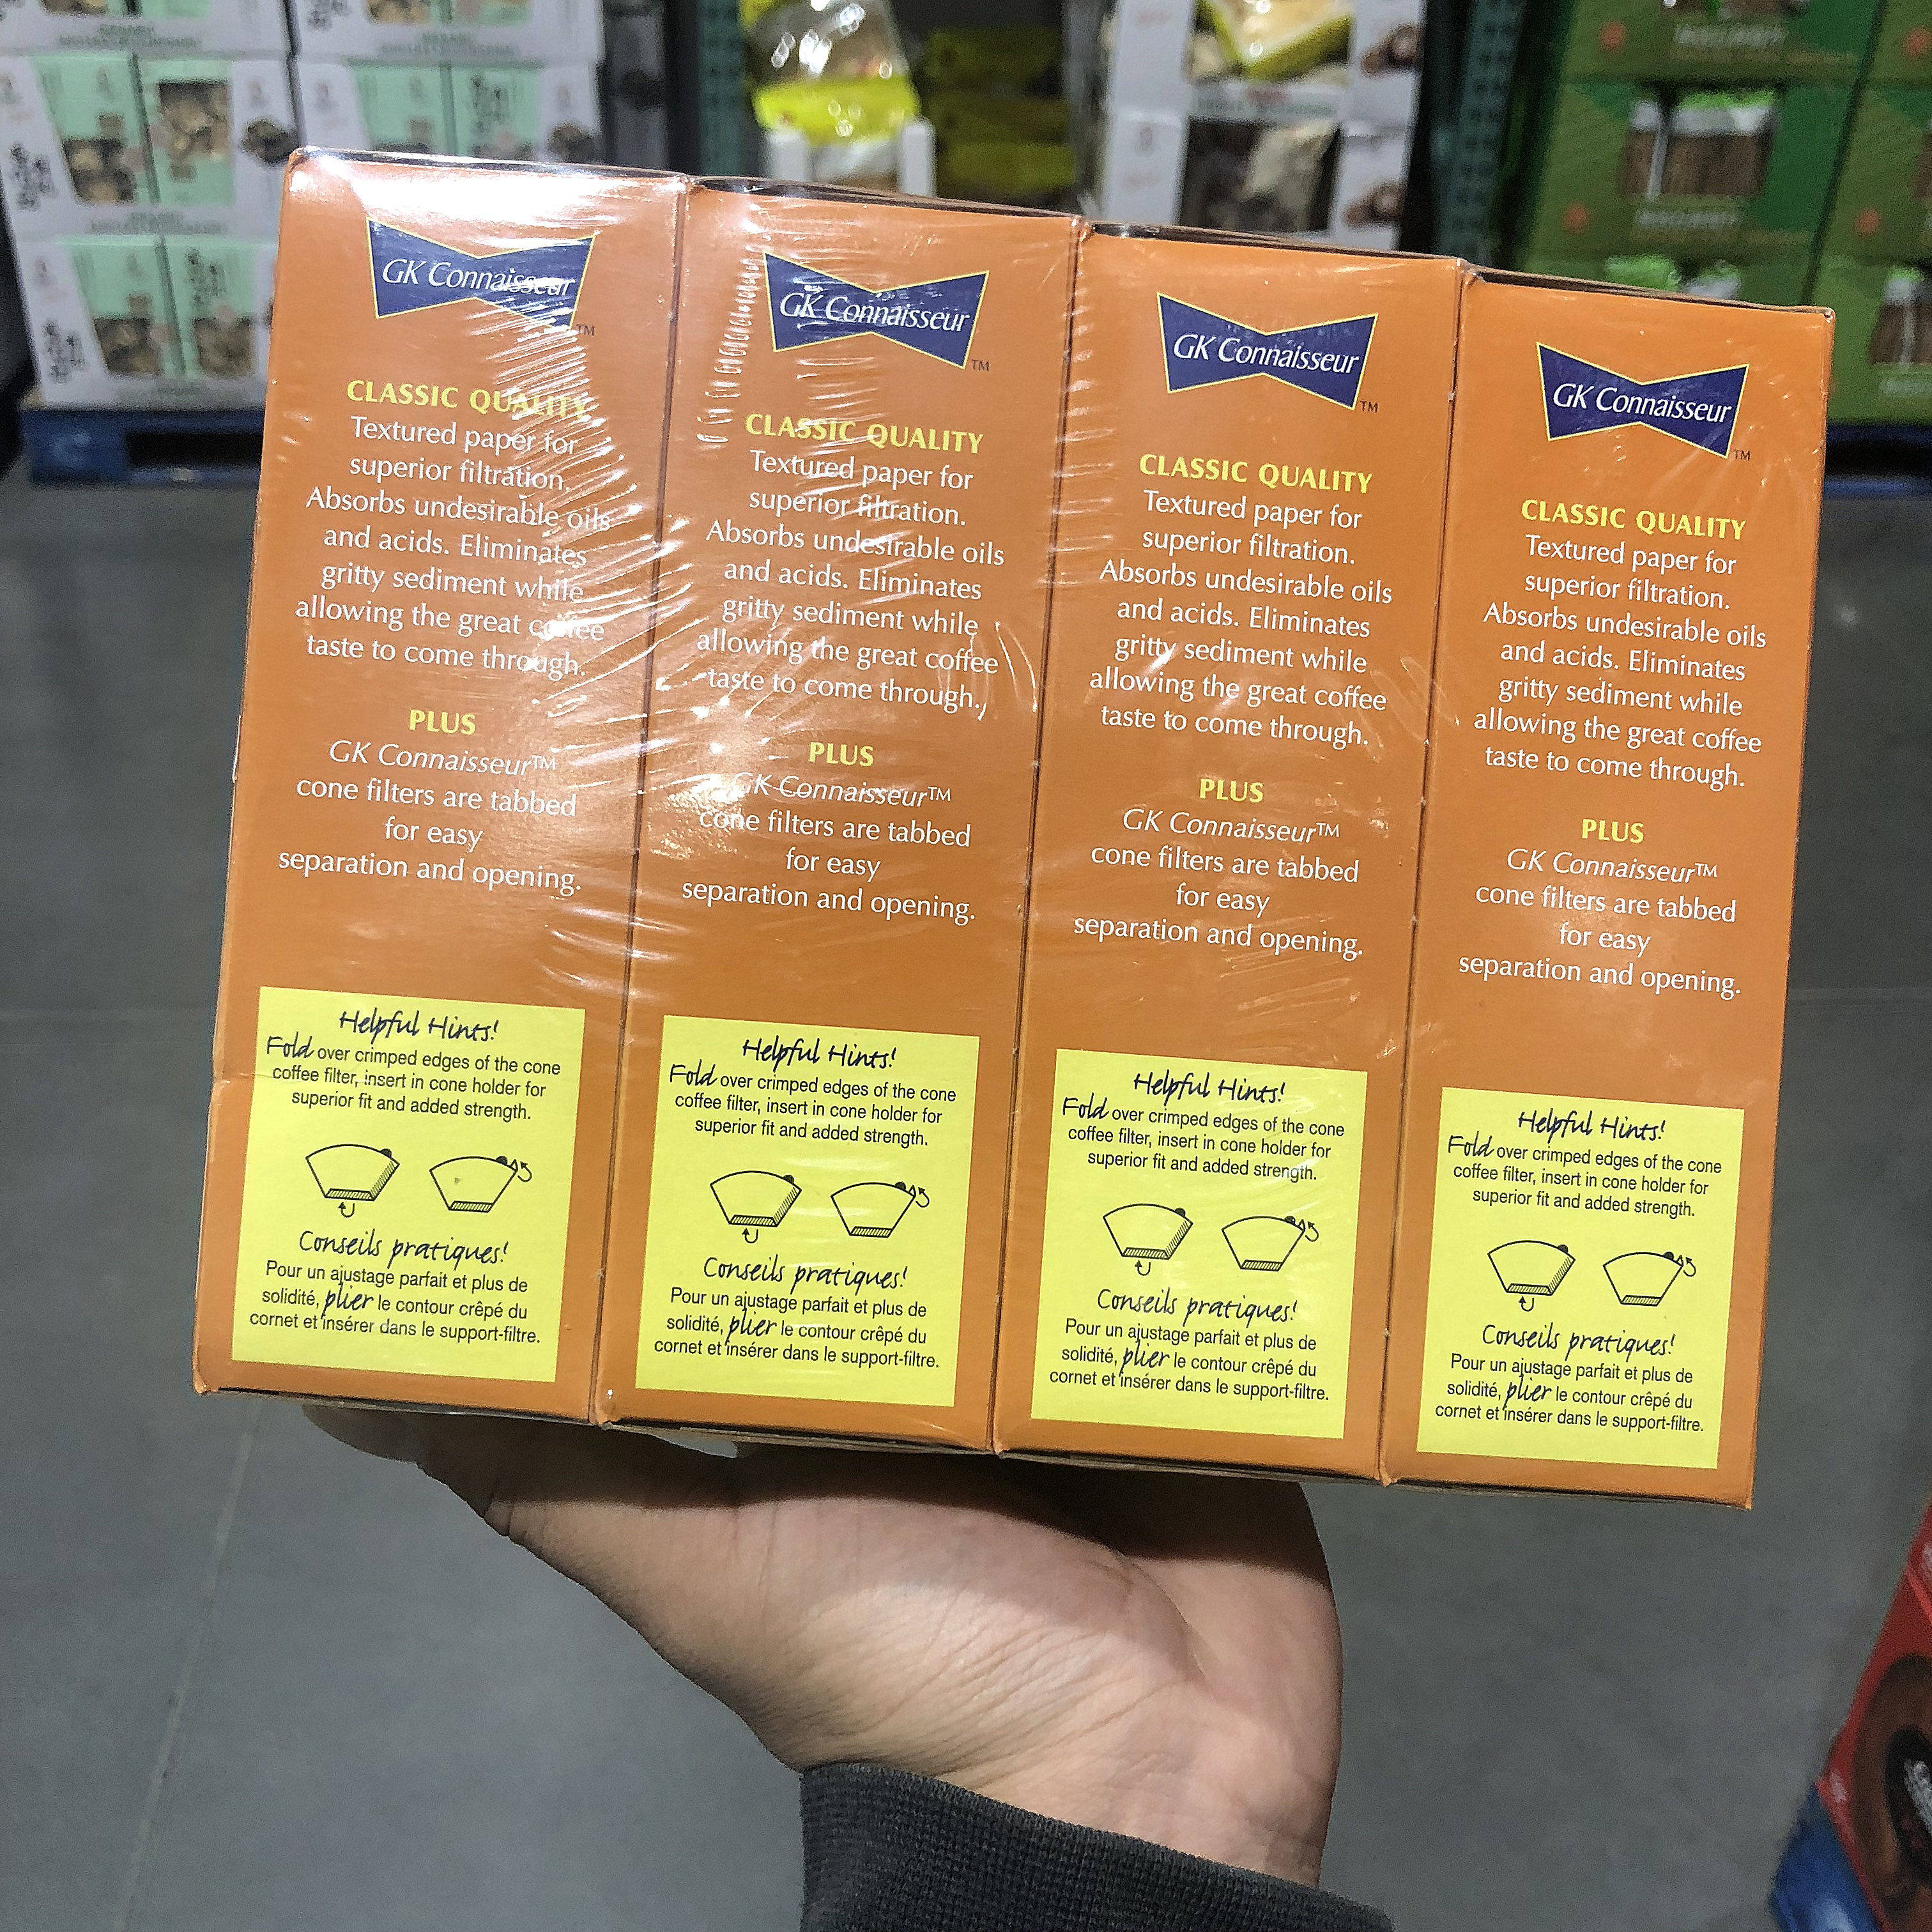 GK Connaisseur
TM
CLASSIC QUALITY
Textured paper for
superior filtration.
Absorbs undesirable oils
and acids. Eliminates
gritty sediment while
allowing the great coffee
taste to come through.
PLUS
GK Connaisseur™
cone filters are tabbed
for easy
separation and opening.
Helpful Hints!
Fold over crimped edges of the cone
coffee filter, insert in cone holder for
superior fit and added strength.
Conseils pratiques!
Pour un ajustage parfait et plus de
solidité, plier le contour crêpé du
cornet et insérer dans le support-filtre.
GK Connaisseur
TM
CLASSIC QUALITY
Textured paper for
superior filtration.
Absorbs undesirable oils
and acids. Eliminates
gritty sediment while
allowing the great coffee
taste to come through.
PLUS
GK Connaisseur™
cone filters are tabbed
for easy
separation and opening.
Helpful Hints!
Fold over crimped edges of the cone
coffee filter, insert in cone holder for
superior fit and added strength.
Conseils pratiques!
Pour un ajustage parfait et plus de
solidité, plier le contour crêpé du
cornet et insérer dans le support-filtre.
GK Connaisseur
TM
CLASSIC QUALITY
Textured paper for
superior filtration.
Absorbs undesirable oils
and acids. Eliminates
gritty sediment while
allowing the great coffee
taste to come through.
PLUS
GK Connaisseur™
cone filters are tabbed
for easy
separation and opening.
Helpful Hints!
Fold over crimped edges of the cone
coffee filter, insert in cone holder for
superior fit and added strength.
Conseils pratiques!
Pour un ajustage parfait et plus de
solidité, plier le contour crêpé du
cornet et insérer dans le support-filtre.
GK Connaisseur
TM
CLASSIC QUALITY
Textured paper for
superior filtration.
Absorbs undesirable oils
and acids. Eliminates
gritty sediment while
allowing the great coffee
taste to come through.
PLUS
GK Connaisseur™
cone filters are tabbed
for easy
separation and opening.
Helpful Hints!
Fold over crimped edges of the cone
coffee filter, insert in cone holder for
superior fit and added strength.
Conseils pratiques!
Pour un ajustage parfait et plus de
solidité, plier le contour crêpé du
cornet et insérer dans le support-filtre.